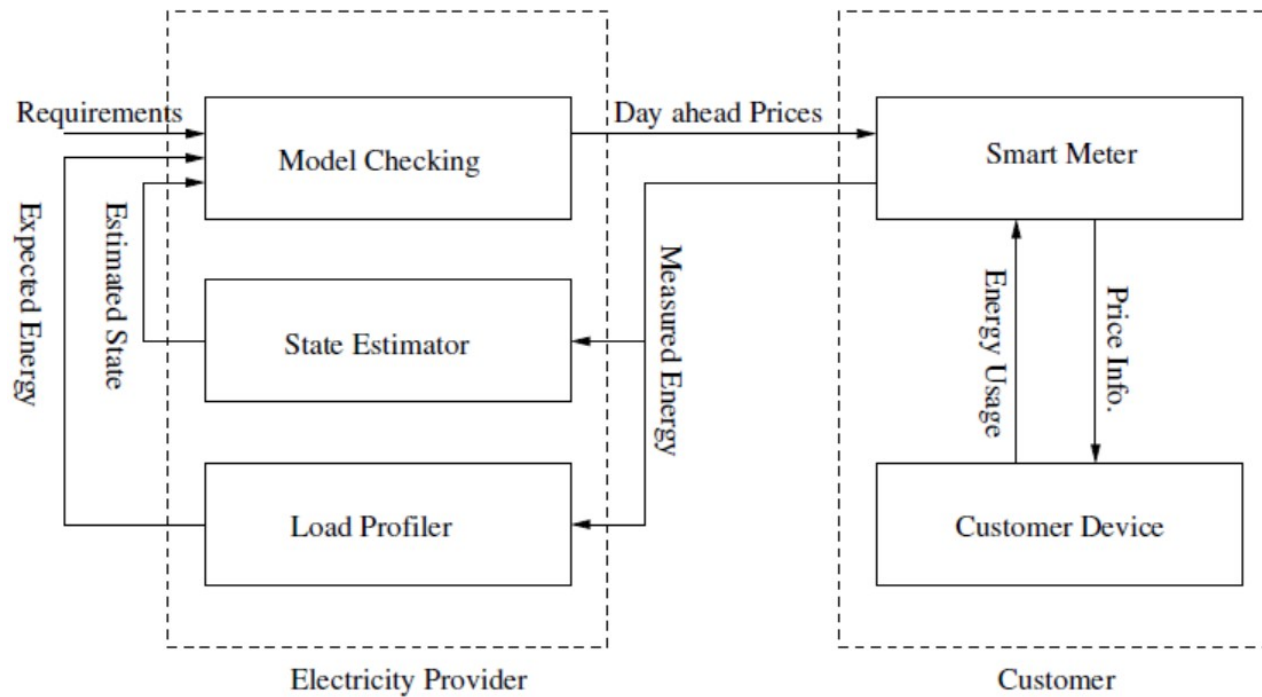 Requirements
Model Checking
Day ahead Prices
Smart Meter
Expected Energy
Estimated State
State Estimator
Measured Energy
Energy Usage
Price Info.
Load Profiler
Customer Device
Electricity Provider
Customer